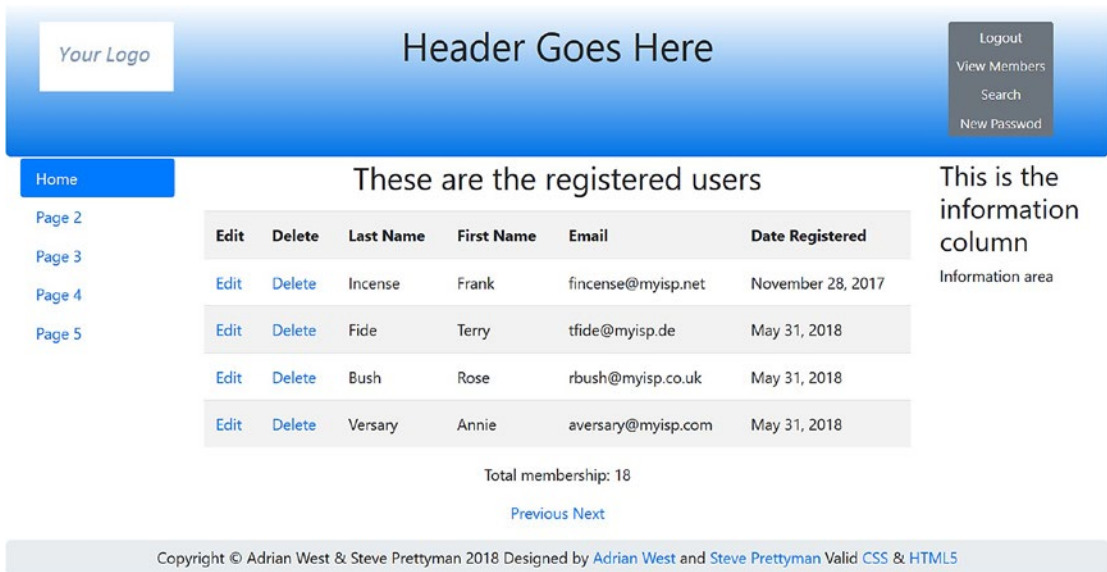 Your Logo
Header Goes Here
Logout
View Members
Search
New Passwod
Home
Page 2
Page 3
Page 4
Page 5
These are the registered users
Edit Delete Last Name First Name Email Date Registered
Edit Delete Incense Frank fincense@myisp.net November 28, 2017
Edit Delete Fide Terry tfide@myisp.de May 31, 2018
Edit Delete Bush Rose rbush@myisp.co.uk May 31, 2018
Edit Delete Versary Annie aversary@myisp.com May 31, 2018
Total membership: 18
Previous Next
This is the
information
column
Information area
Copyright © Adrian West & Steve Prettyman 2018 Designed by Adrian West and Steve Prettyman Valid CSS & HTML5